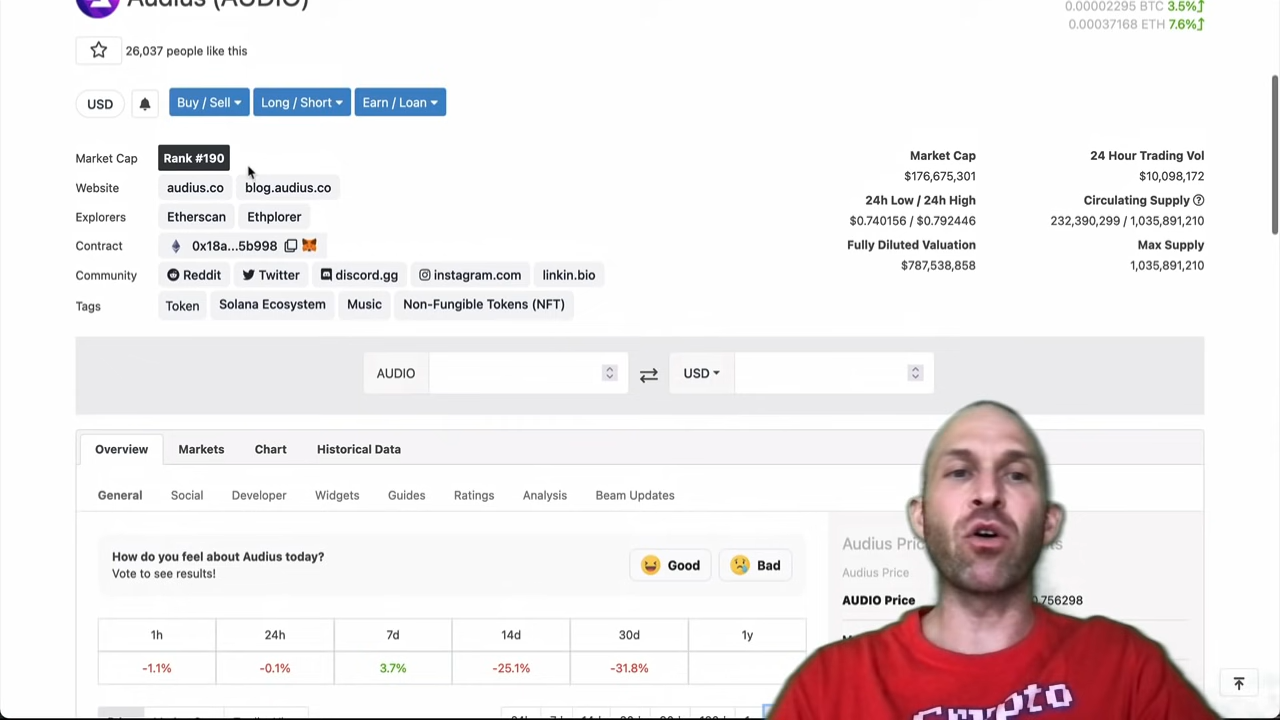 Audius (AUDIO)
0.00002295 BTC 3.5%
0.00037168 ETH 7.6%
26,037 people like this
USD
Buy / Sell
Long / Short
Earn / Loan
Market Cap
Rank #190
Website
audius.co
blog.audius.co
Explorers
Etherscan
Ethplorer
Contract
0x18a...5b998
Community
Reddit
Twitter
discord.gg
instagram.com
linkin.bio
Tags
Token
Solana Ecosystem
Music
Non-Fungible Tokens (NFT)
Market Cap
$176,675,301
24h Low / 24h High
$0.740156 / $0.792446
Fully Diluted Valuation
$787,538,858
24 Hour Trading Vol
$10,098,172
Circulating Supply
232,390,299 / 1,035,891,210
Max Supply
1,035,891,210
AUDIO
USD
Overview
Markets
Chart
Historical Data
General
Social
Developer
Widgets
Guides
Ratings
Analysis
Beam Updates
How do you feel about Audius today?
Vote to see results!
Good
Bad
1h 24h 7d 14d 30d 1y
-1.1% -0.1% 3.7% -25.1% -31.8%
Audius
Audius Price
AUDIO Price
.756298
Crypto